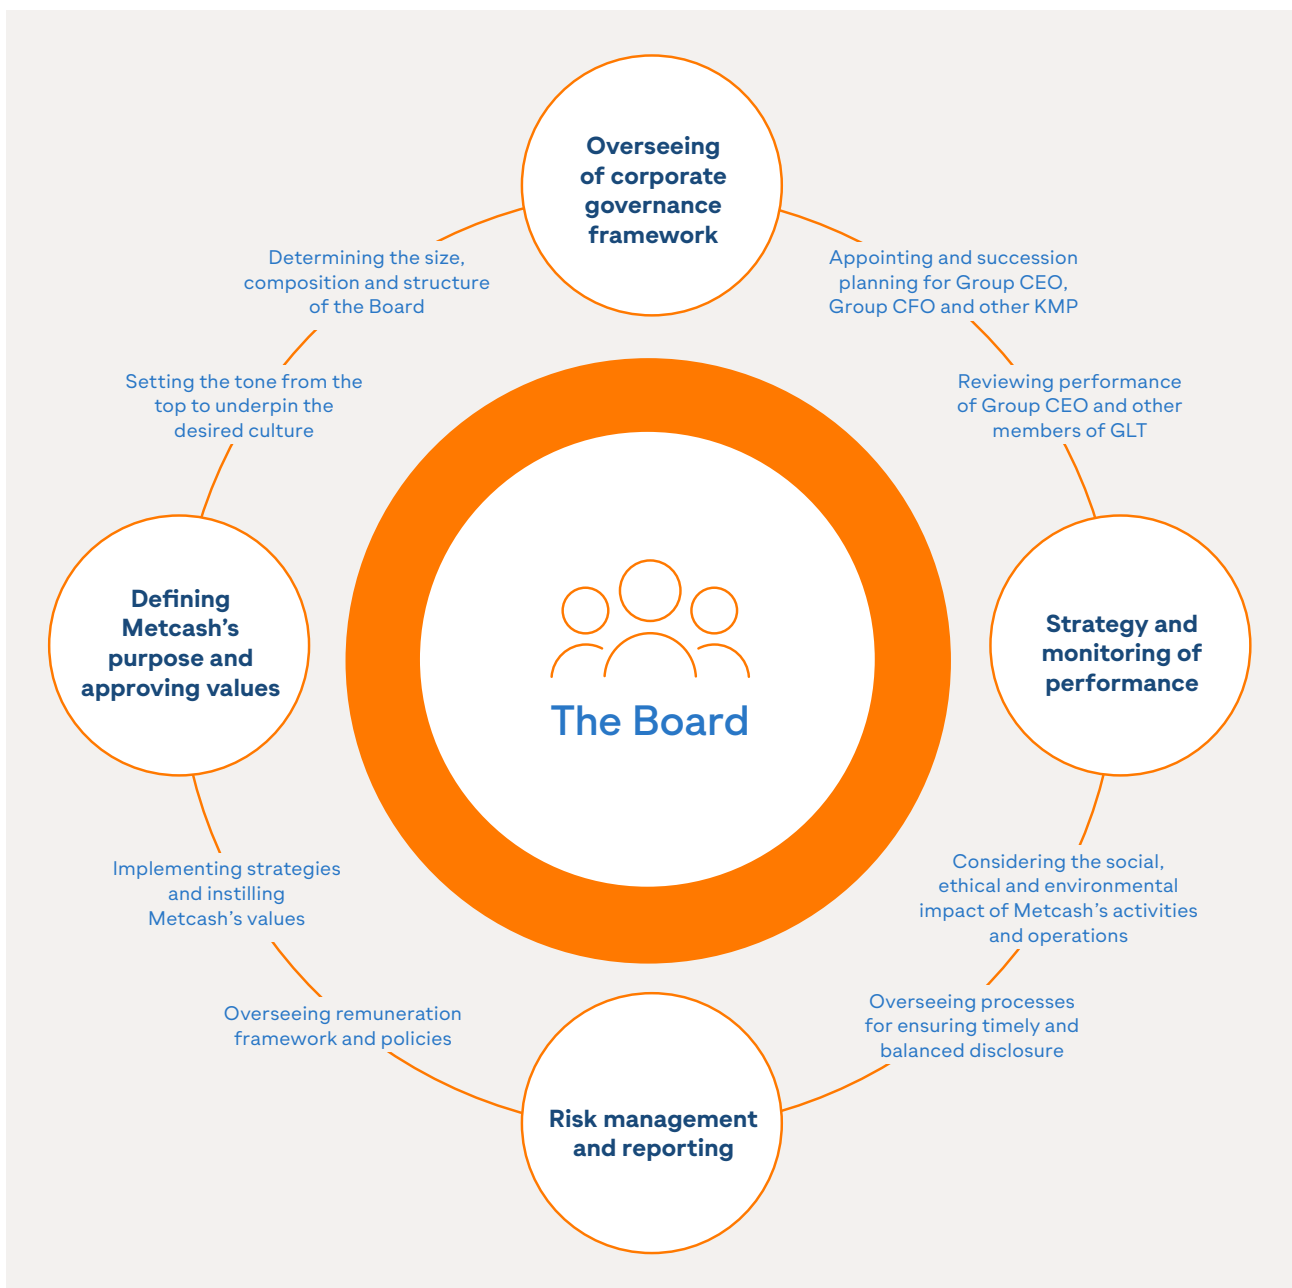 Overseeing
of corporate
governance
framework
Determining the size,
composition and structure
of the Board
Appointing and succession
planning for Group CEO,
Group CFO and other KMP
Setting the tone from the
top to underpin the
desired culture
Reviewing performance
of Group CEO and other
members of GLT
Defining
Metcash’s
purpose and
approving values
The Board
Strategy and
monitoring of
performance
Implementing strategies
and instilling
Metcash’s values
Considering the social,
ethical and environmental
impact of Metcash’s activities
and operations
Overseeing remuneration
framework and policies
Overseeing processes
for ensuring timely and
balanced disclosure
Risk management
and reporting